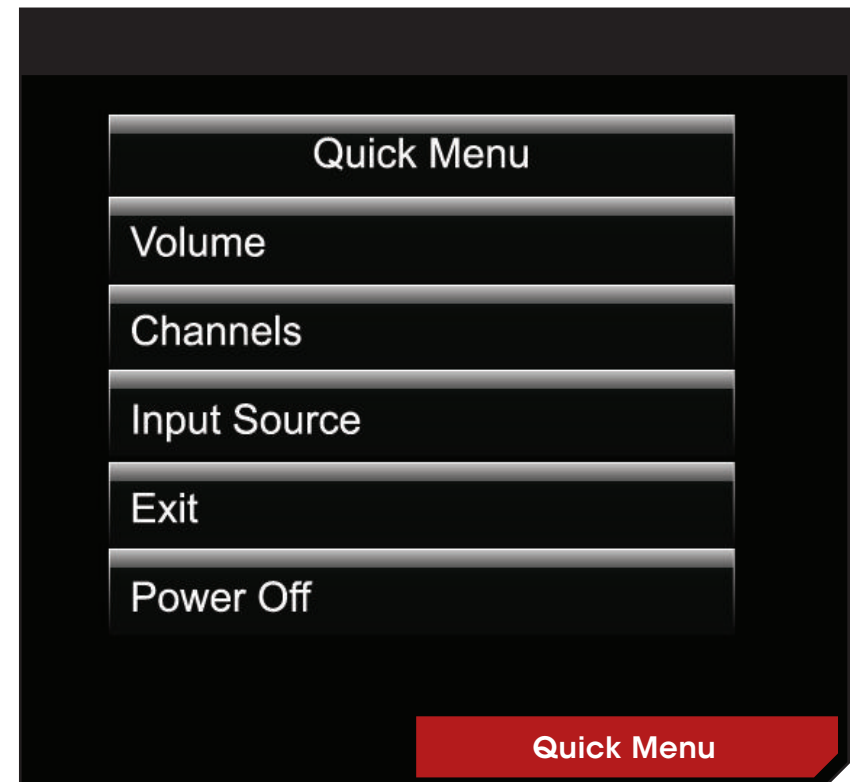 Quick Menu
Volume
Channels
Input Source
Exit
Power Off
Quick Menu